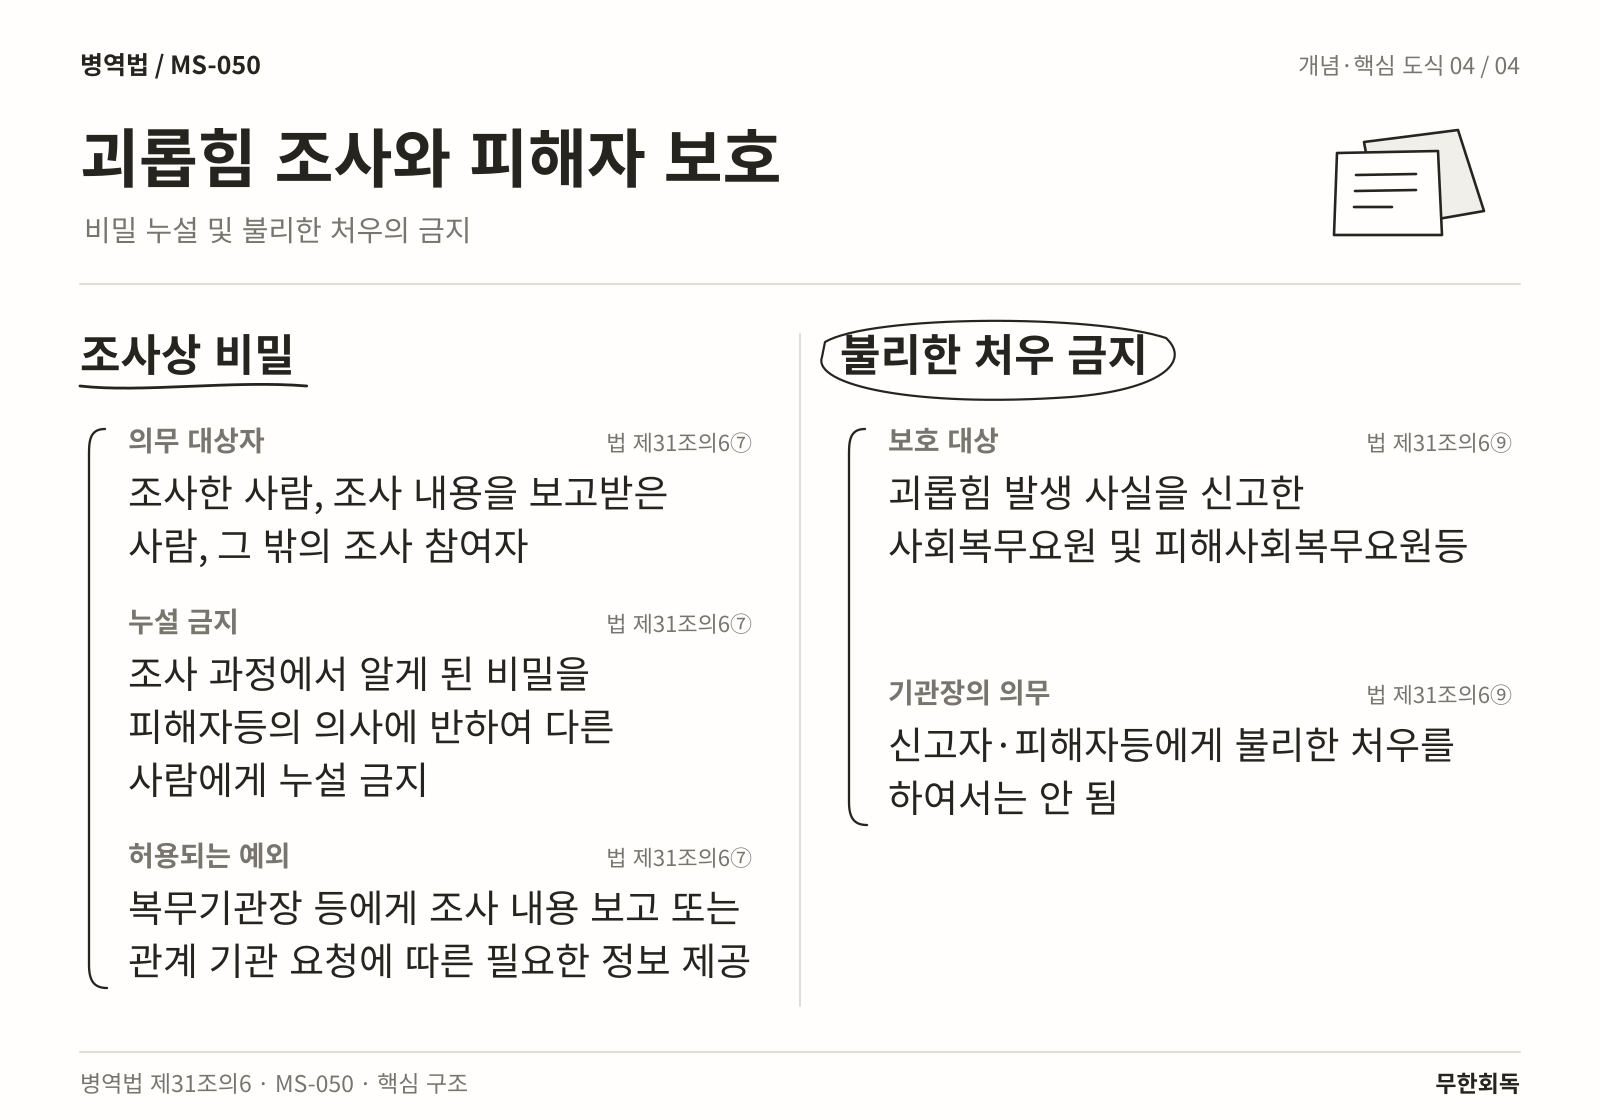 병역법 / MS-050
개념·핵심 도식 04 / 04
괴롭힘 조사와 피해자 보호
비밀 누설 및 불리한 처우의 금지
조사상 비밀
의무 대상자
법 제31조의6⑦
조사한 사람, 조사 내용을 보고받은
사람, 그 밖의 조사 참여자
누설 금지
법 제31조의6⑦
조사 과정에서 알게 된 비밀을
피해자등의 의사에 반하여 다른
사람에게 누설 금지
허용되는 예외
법 제31조의6⑦
복무기관장 등에게 조사 내용 보고 또는
관계 기관 요청에 따른 필요한 정보 제공
불리한 처우 금지
보호 대상
법 제31조의6⑨
괴롭힘 발생 사실을 신고한
사회복무요원 및 피해사회복무요원등
기관장의 의무
법 제31조의6⑨
신고자·피해자등에게 불리한 처우를
하여서는 안 됨
병역법 제31조의6 · MS-050 · 핵심 구조
무한회독